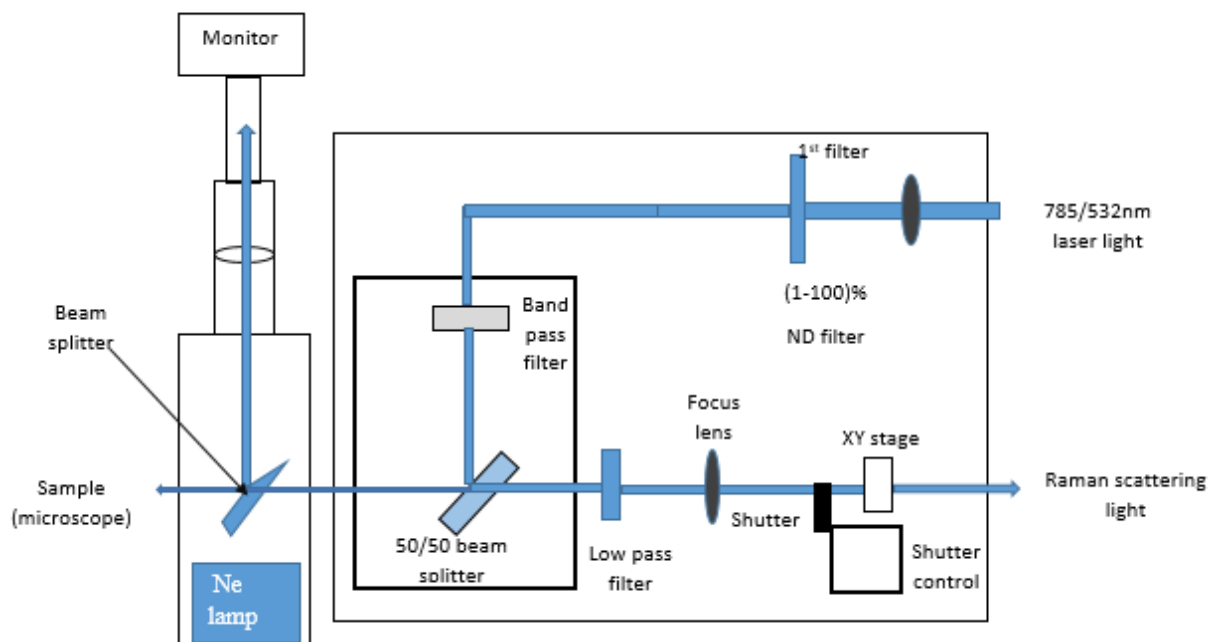 Monitor
1st filter
785/532nm
laser light
(1-100)%
ND filter
Beam
splitter
Band
pass
filter
Focus
lens
XY stage
Sample
(microscope)
Raman scattering
light
Shutter
50/50 beam
splitter
Low pass
filter
Shutter
control
Ne
lamp